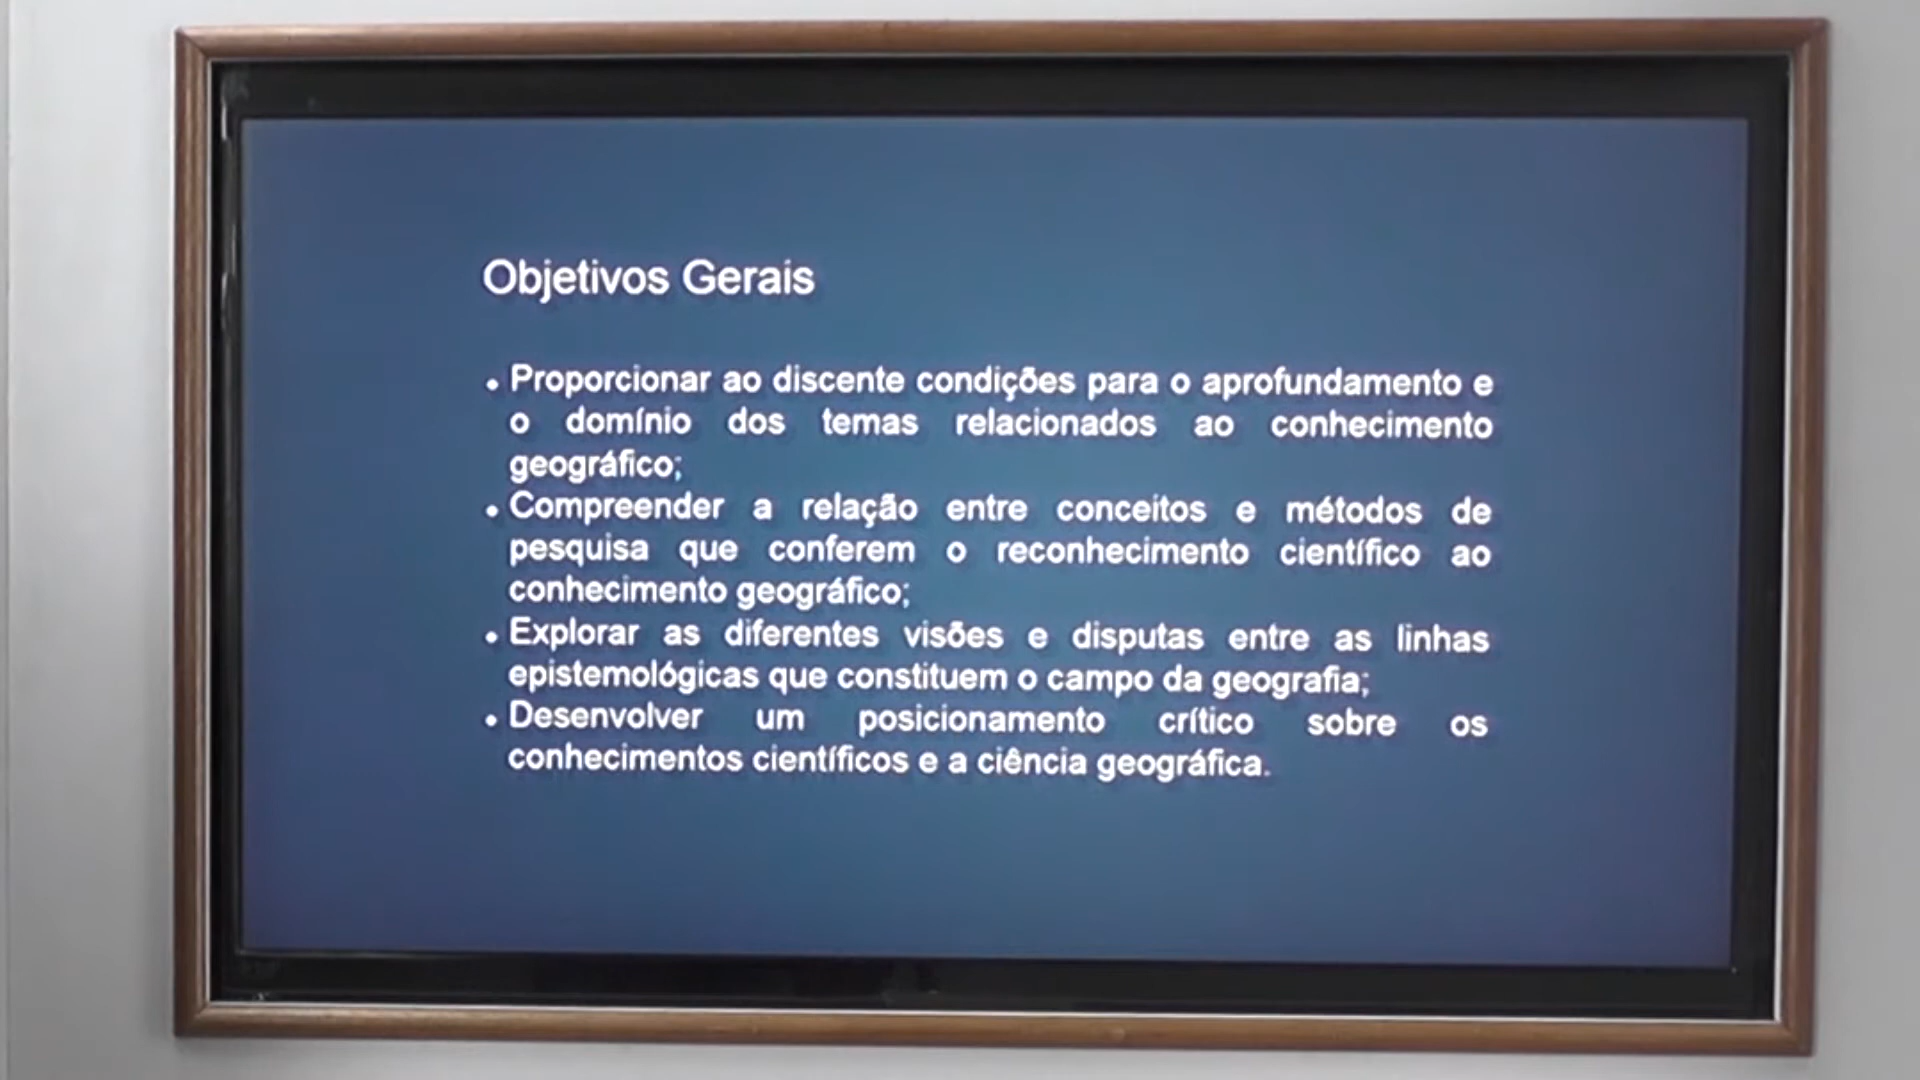 Objetivos Gerais
• Proporcionar ao discente condições para o aprofundamento e
o domínio dos temas relacionados ao conhecimento
geográfico;
• Compreender a relação entre conceitos e métodos de
pesquisa que conferem o reconhecimento científico ao
conhecimento geográfico;
• Explorar as diferentes visões e disputas entre as linhas
epistemológicas que constituem o campo da geografia;
• Desenvolver um posicionamento crítico sobre os
conhecimentos científicos e a ciência geográfica.